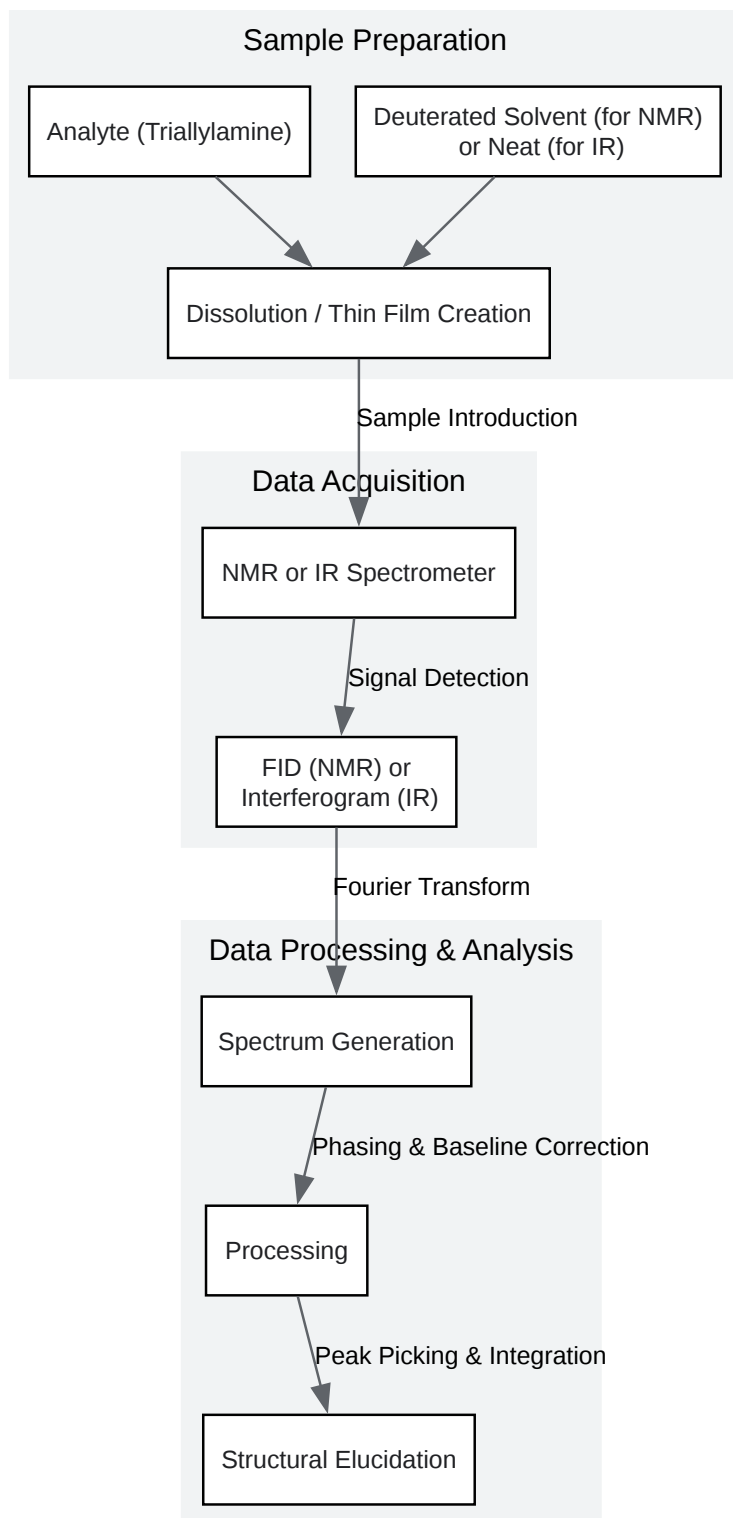 Sample Preparation
Analyte (Triallylamine)
Deuterated Solvent (for NMR)
or Neat (for IR)
Dissolution / Thin Film Creation
Sample Introduction
Data Acquisition
NMR or IR Spectrometer
Signal Detection
FID (NMR) or
Interferogram (IR)
Fourier Transform
Data Processing & Analysis
Spectrum Generation
Phasing & Baseline Correction
Processing
Peak Picking & Integration
Structural Elucidation